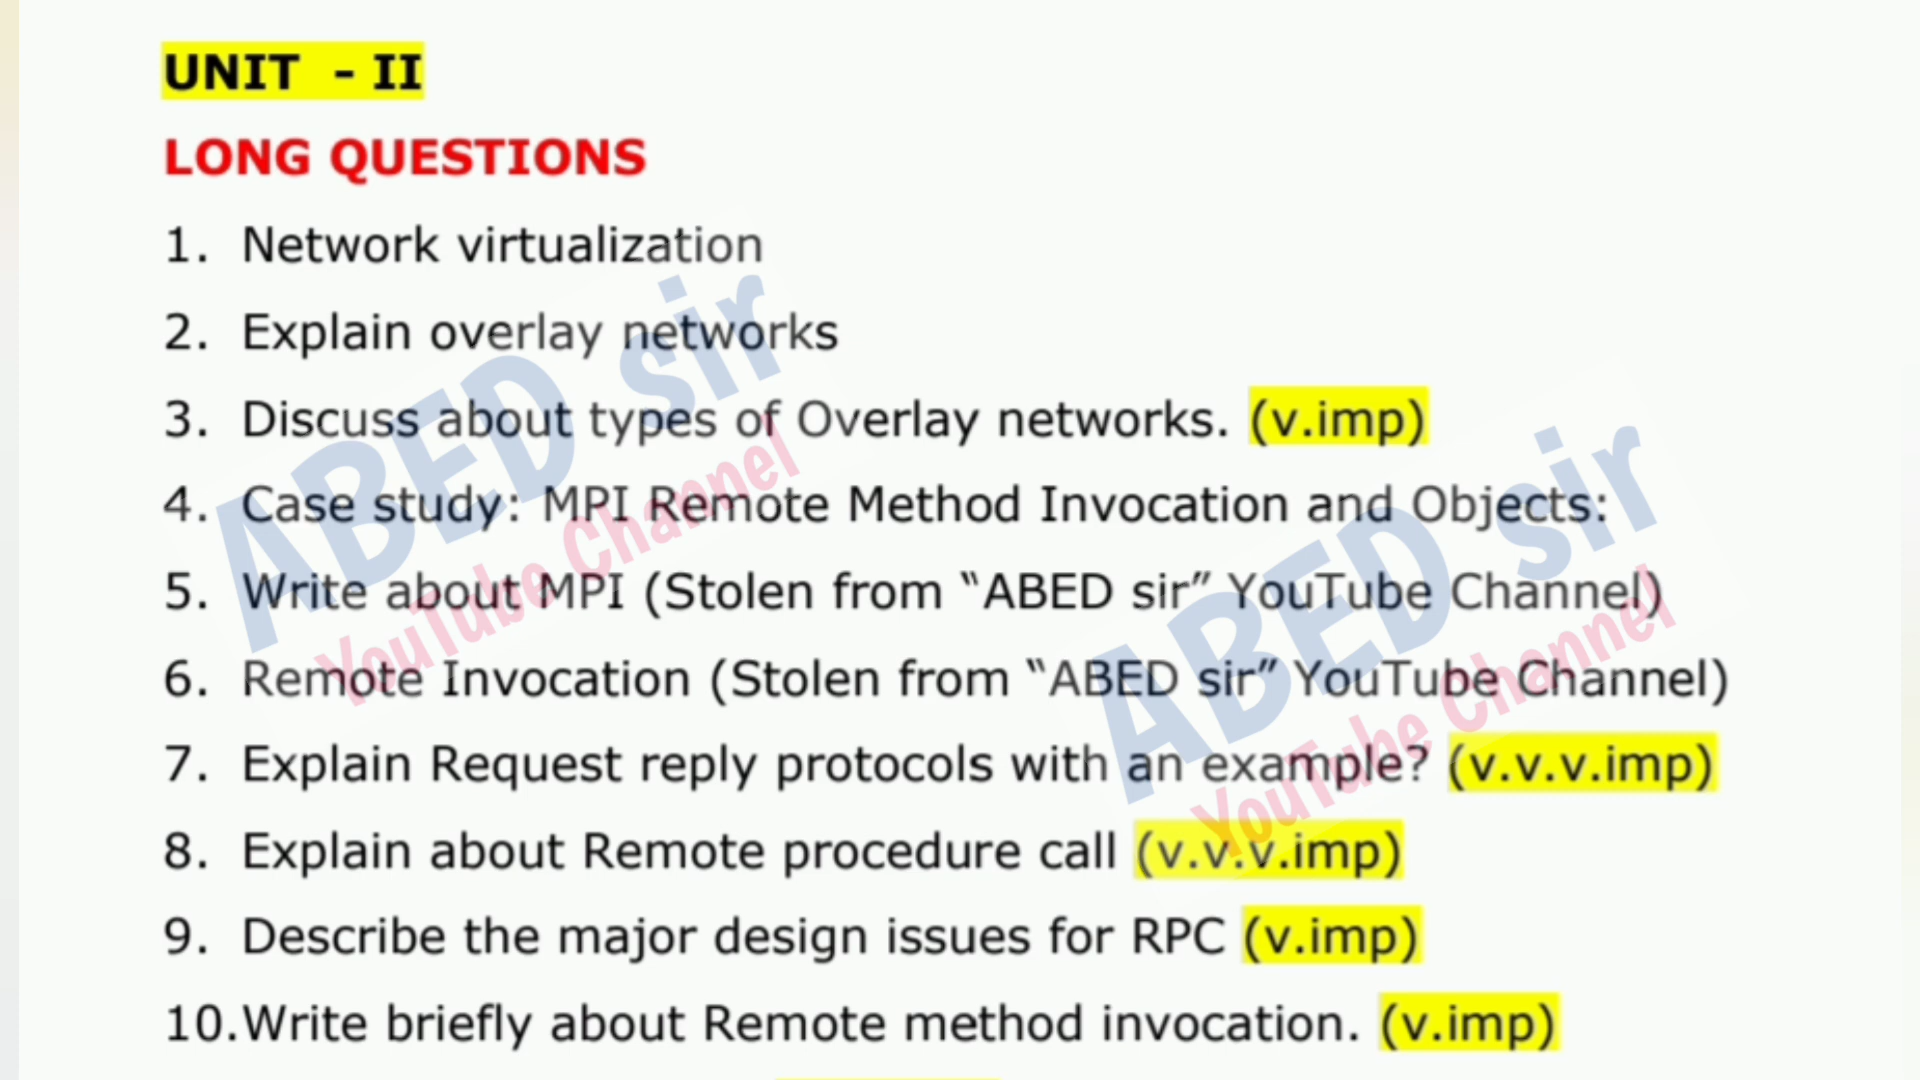 UNIT - II
LONG QUESTIONS
1. Network virtualization
2. Explain overlay networks
3. Discuss about types of Overlay networks. (v.imp)
4. Case study: MPI Remote Method Invocation and Objects:
5. Write about MPI (Stolen from “ABED sir” YouTube Channel)
6. Remote Invocation (Stolen from “ABED sir” YouTube Channel)
7. Explain Request reply protocols with an example? (v.v.v.imp)
8. Explain about Remote procedure call (v.v.v.imp)
9. Describe the major design issues for RPC (v.imp)
10.Write briefly about Remote method invocation. (v.imp)
ABED sir
YouTube Channel
ABED sir
YouTube Channel